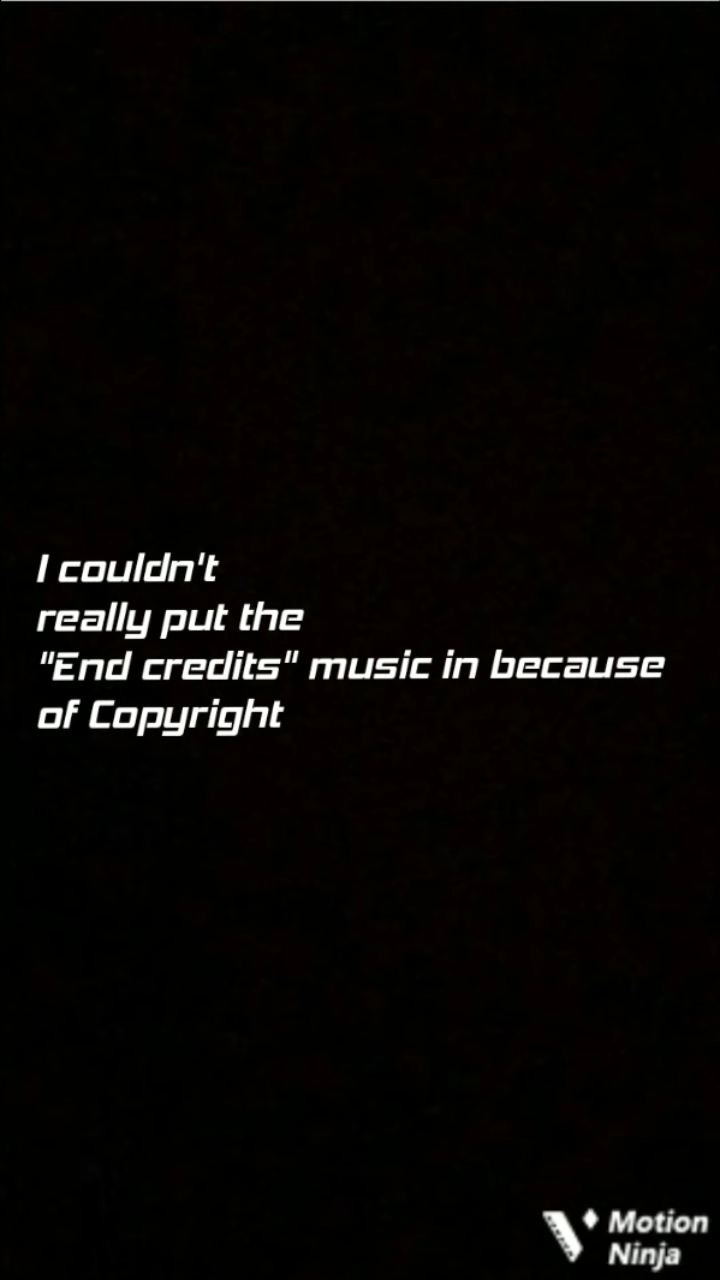 I couldn't
really put the
"End credits" music in because
of Copyright
Motion
Ninja